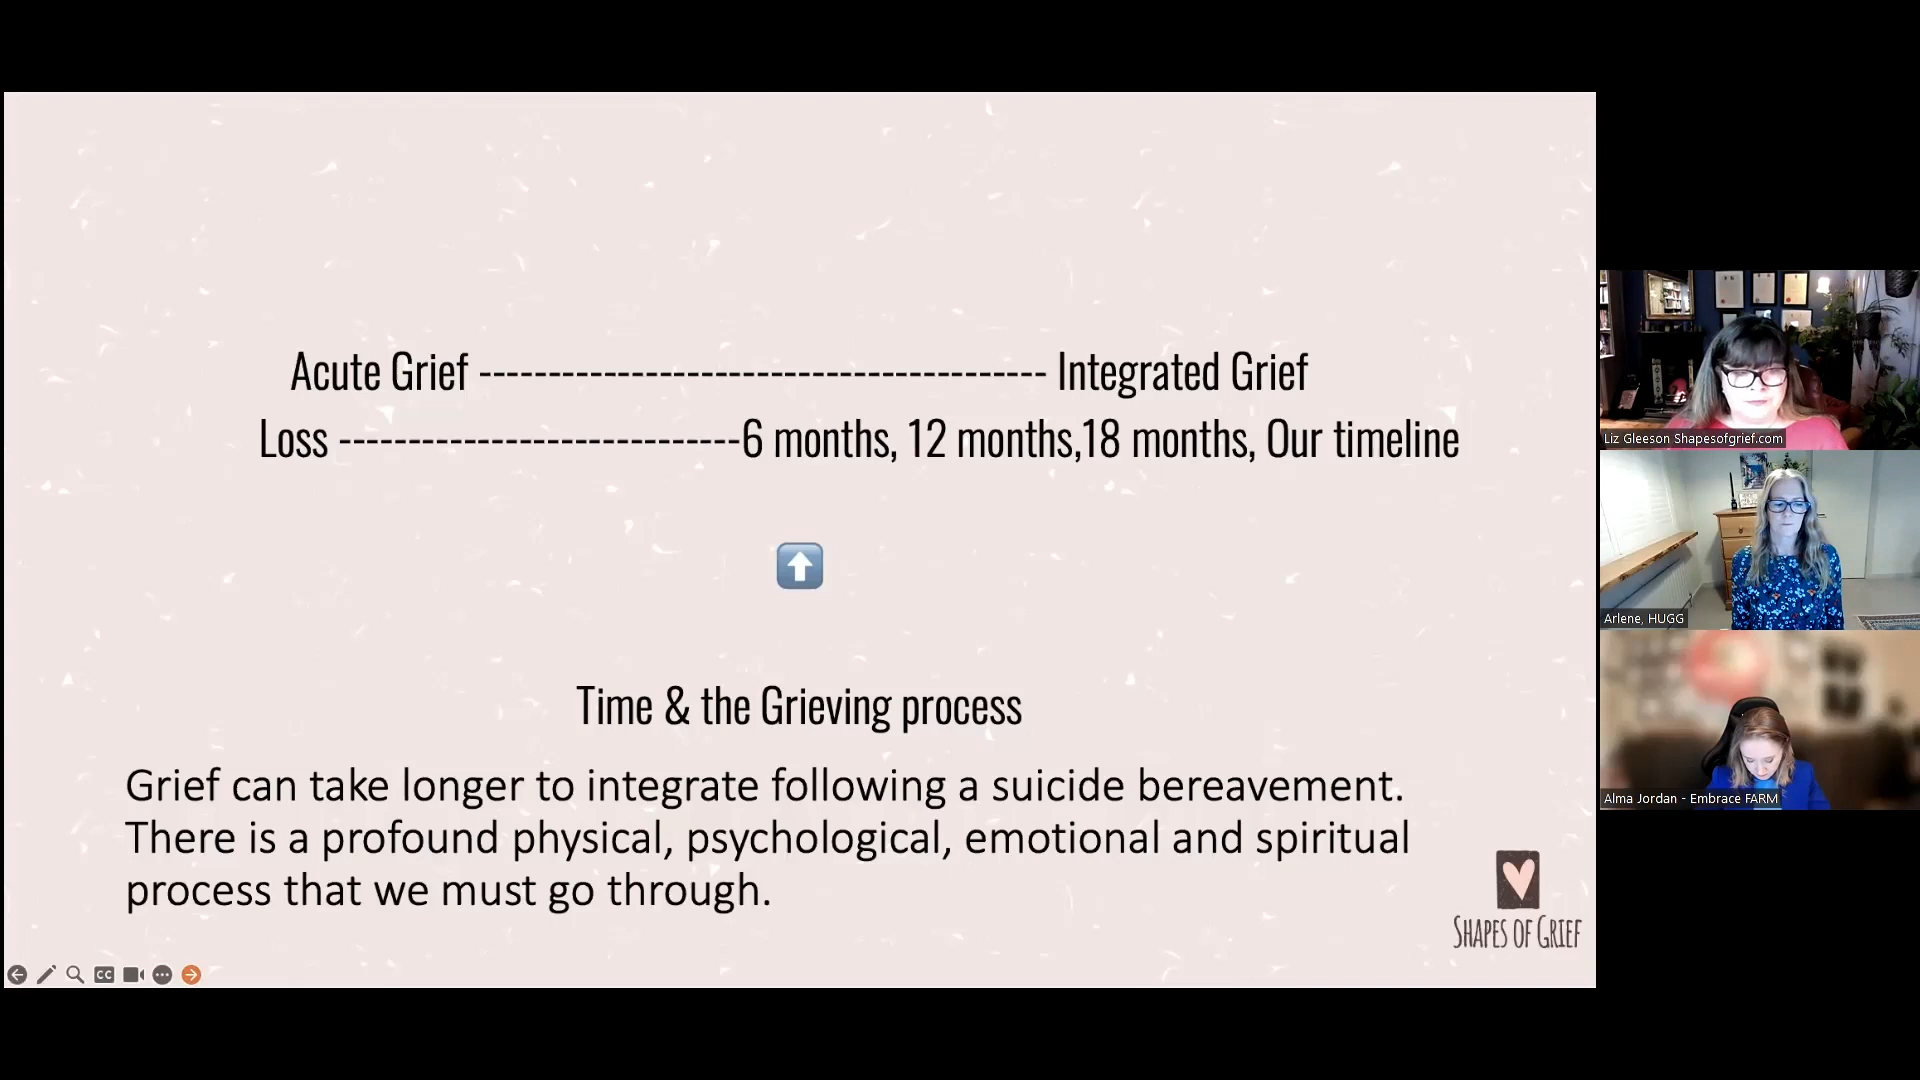 Acute Grief ----------------------------------------- Integrated Grief
Loss -----------------------------6 months, 12 months,18 months, Our timeline
Time & the Grieving process
Grief can take longer to integrate following a suicide bereavement.
There is a profound physical, psychological, emotional and spiritual
process that we must go through.
SHAPES OF GRIEF
CC
Liz Gleeson Shapesofgrief.com
Arlene, HUGG
Alma Jordan - Embrace FARM